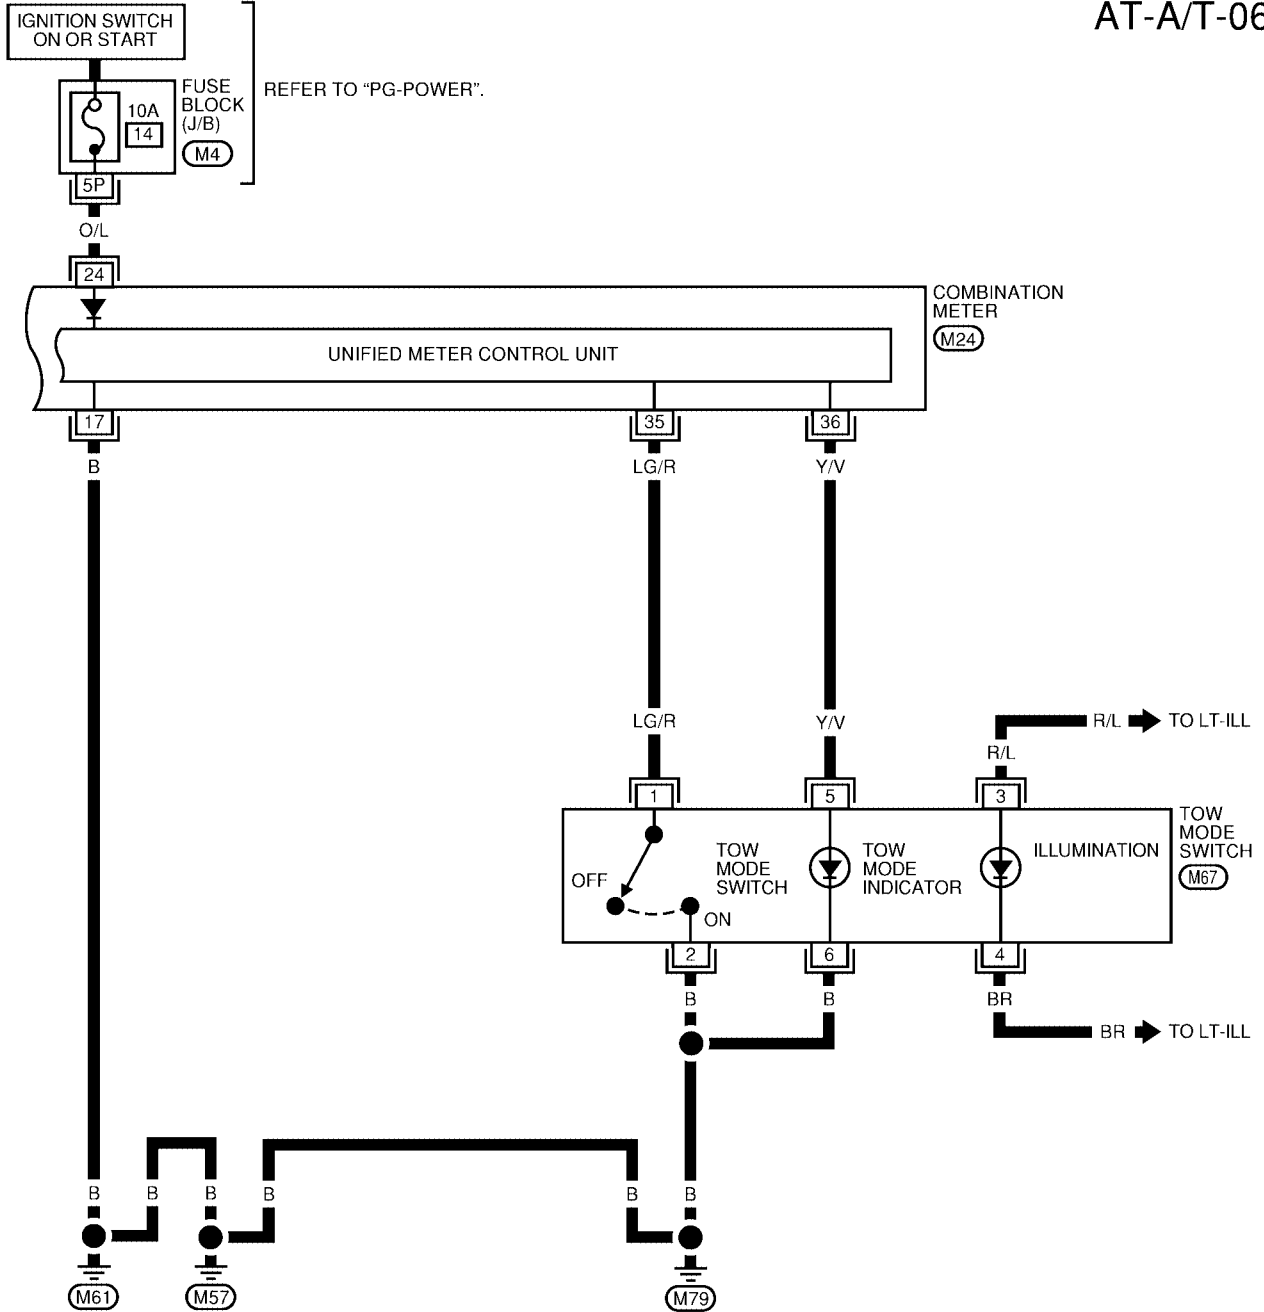 AT-A/T-06
IGNITION SWITCH
ON OR START
FUSE
BLOCK
(J/B)
M4
REFER TO “PG-POWER”.
10A
14
5P
O/L
24
COMBINATION
METER
M24
UNIFIED METER CONTROL UNIT
17
35
36
B
LG/R
Y/V
LG/R
Y/V
R/L
TO LT-ILL
R/L
1
5
3
TOW
MODE
SWITCH
M67
OFF
TOW
MODE
SWITCH
TOW
MODE
INDICATOR
ILLUMINATION
ON
2
6
4
B
B
BR
BR
TO LT-ILL
B
B
B
B
B
B
M61
M57
M79